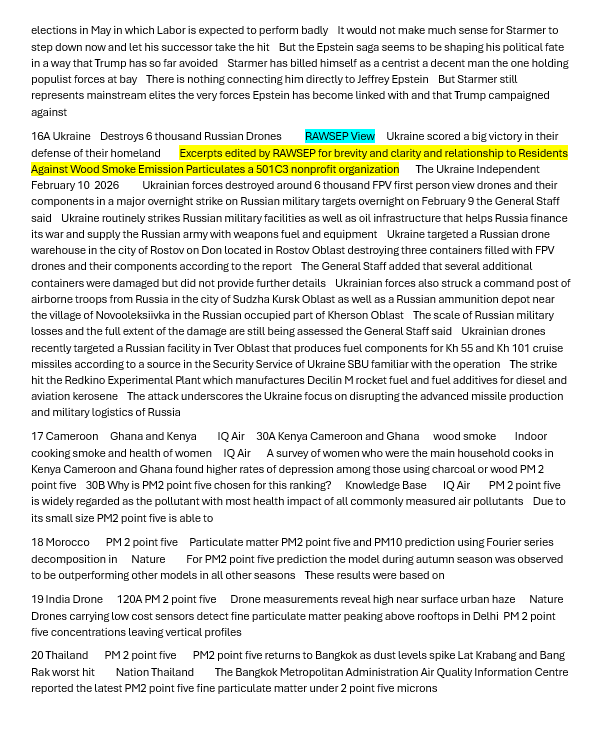 elections in May in which Labor is expected to perform badly   It would not make much sense for Starmer to
step down now and let his successor take the hit   But the Epstein saga seems to be shaping his political fate
in a way that Trump has so far avoided   Starmer has billed himself as a centrist a decent man the one holding
populist forces at bay   There is nothing connecting him directly to Jeffrey Epstein   But Starmer still
represents mainstream elites the very forces Epstein has become linked with and that Trump campaigned
against
16A Ukraine   Destroys 6 thousand Russian Drones   RAWSEP View   Ukraine scored a big victory in their
defense of their homeland   Excerpts edited by RAWSEP for brevity and clarity and relationship to Residents
Against Wood Smoke Emission Particulates a 501C3 nonprofit organization   The Ukraine Independent
February 10  2026   Ukrainian forces destroyed around 6 thousand FPV first person view drones and their
components in a major overnight strike on Russian military targets overnight on February 9 the General Staff
said   Ukraine routinely strikes Russian military facilities as well as oil infrastructure that helps Russia finance
its war and supply the Russian army with weapons fuel and equipment   Ukraine targeted a Russian drone
warehouse in the city of Rostov on Don located in Rostov Oblast destroying three containers filled with FPV
drones and their components according to the report   The General Staff added that several additional
containers were damaged but did not provide further details   Ukrainian forces also struck a command post of
airborne troops from Russia in the city of Sudzha Kursk Oblast as well as a Russian ammunition depot near
the village of Novooleksiivka in the Russian occupied part of Kherson Oblast   The scale of Russian military
losses and the full extent of the damage are still being assessed the General Staff said   Ukrainian drones
recently targeted a Russian facility in Tver Oblast that produces fuel components for Kh 55 and Kh 101 cruise
missiles according to a source in the Security Service of Ukraine SBU familiar with the operation   The strike
hit the Redkino Experimental Plant which manufactures Decilin M rocket fuel and fuel additives for diesel and
aviation kerosene   The attack underscores the Ukraine focus on disrupting the advanced missile production
and military logistics of Russia
17 Cameroon   Ghana and Kenya   IQ Air   30A Kenya Cameroon and Ghana   wood smoke   Indoor
cooking smoke and health of women   IQ Air   A survey of women who were the main household cooks in
Kenya Cameroon and Ghana found higher rates of depression among those using charcoal or wood PM 2
point five   30B Why is PM2 point five chosen for this ranking?   Knowledge Base   IQ Air   PM 2 point five
is widely regarded as the pollutant with most health impact of all commonly measured air pollutants   Due to
its small size PM2 point five is able to
18 Morocco   PM 2 point five   Particulate matter PM2 point five and PM10 prediction using Fourier series
decomposition in   Nature   For PM2 point five prediction the model during autumn season was observed
to be outperforming other models in all other seasons   These results were based on
19 India Drone   120A PM 2 point five   Drone measurements reveal high near surface urban haze   Nature
Drones carrying low cost sensors detect fine particulate matter peaking above rooftops in Delhi  PM 2 point
five concentrations leaving vertical profiles
20 Thailand   PM 2 point five   PM2 point five returns to Bangkok as dust levels spike Lat Krabang and Bang
Rak worst hit   Nation Thailand   The Bangkok Metropolitan Administration Air Quality Information Centre
reported the latest PM2 point five fine particulate matter under 2 point five microns